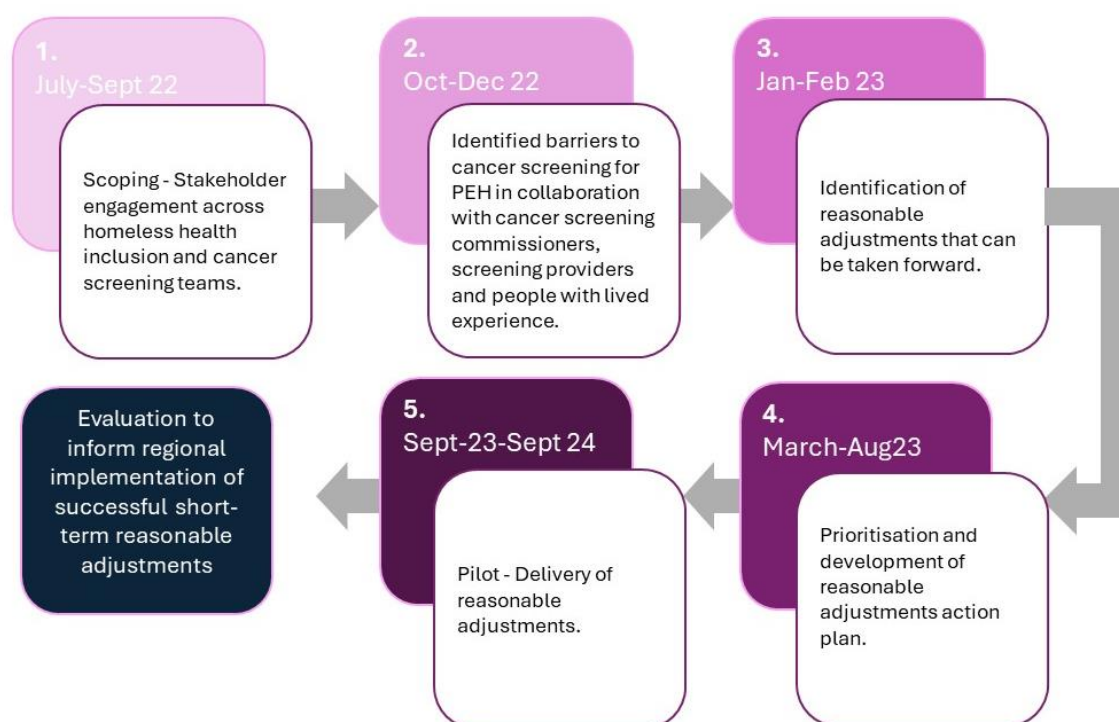 1.
July-Sept 22
Scoping - Stakeholder
engagement across
homeless health
inclusion and cancer
screening teams.
2.
Oct-Dec 22
Identified barriers to
cancer screening for
PEH in collaboration
with cancer screening
commissioners,
screening providers
and people with lived
experience.
3.
Jan-Feb 23
Identification of
reasonable
adjustments that can
be taken forward.
4.
March-Aug23
Prioritisation and
development of
reasonable
adjustments action
plan.
5.
Sept-23-Sept 24
Pilot - Delivery of
reasonable
adjustments.
Evaluation to
inform regional
implementation of
successful short-
term reasonable
adjustments